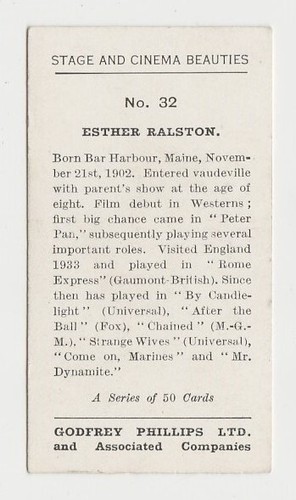 STAGE AND CINEMA BEAUTIES
No. 32
ESTHER RALSTON.
Born Bar Harbour, Maine, Novem-
ber 21st, 1902. Entered vaudeville
with parent's show at the age of
eight. Film debut in Westerns ;
first big chance came in " Peter
Pan," subsequently playing several
important roles. Visited England
1933 and played in " Rome
Express" (Gaumont-British). Since
then has played in " By Candle-
light " (Universal), " After the
Ball " (Fox), " Chained " (M.-G.-
M.), " Strange Wives " (Universal),
" Come on, Marines " and " Mr.
Dynamite."
A Series of 50 Cards
GODFREY PHILLIPS LTD.
and Associated Companies